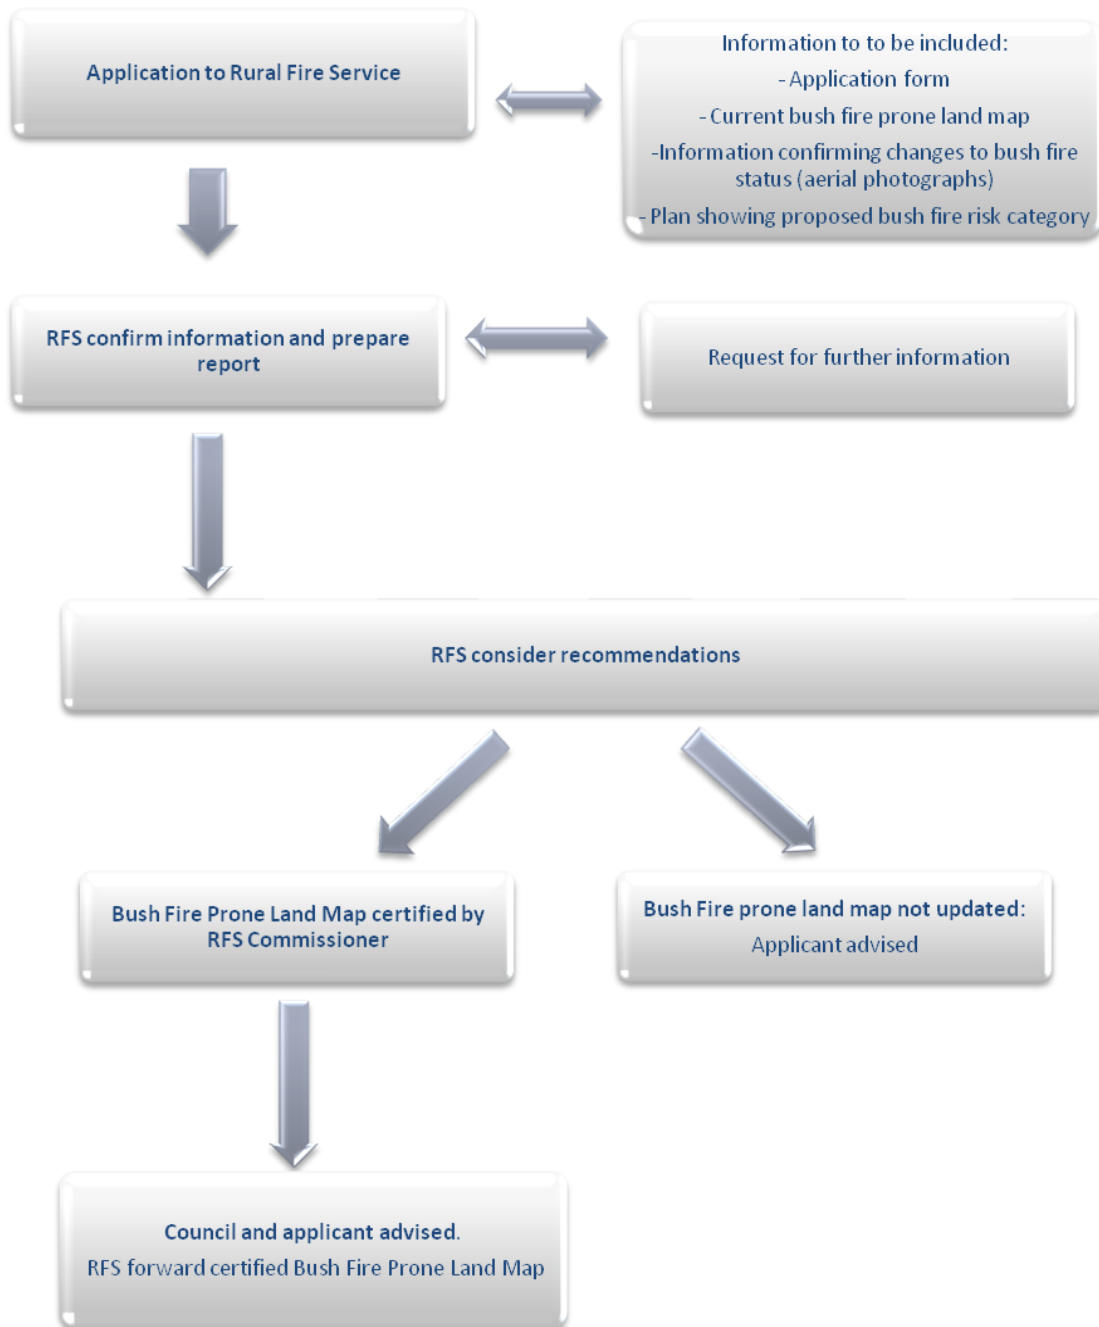 Application to Rural Fire Service
Information to to be included:
- Application form
- Current bush fire prone land map
-Information confirming changes to bush fire
status (aerial photographs)
- Plan showing proposed bush fire risk category
RFS confirm information and prepare
report
Request for further information
RFS consider recommendations
Bush Fire Prone Land Map certified by
RFS Commissioner
Bush Fire prone land map not updated:
Applicant advised
Council and applicant advised.
RFS forward certified Bush Fire Prone Land Map